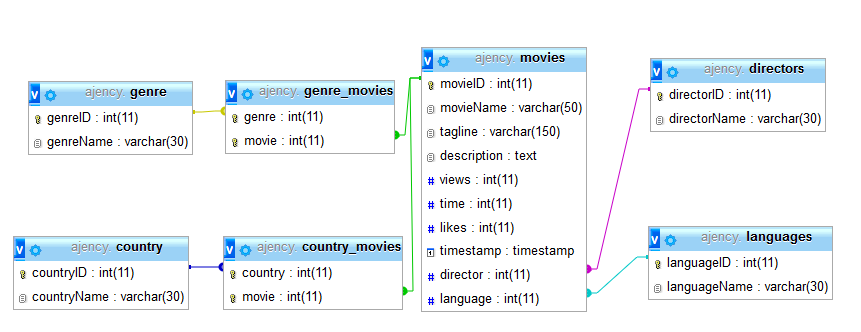 ajency. genre
genreID : int(11)
genreName : varchar(30)
ajency. genre_movies
genre : int(11)
movie : int(11)
ajency. movies
movieID : int(11)
movieName : varchar(50)
tagline : varchar(150)
description : text
# views : int(11)
# time : int(11)
# likes : int(11)
timestamp : timestamp
# director : int(11)
# language : int(11)
ajency. directors
directorID : int(11)
directorName : varchar(30)
ajency. country
countryID : int(11)
countryName : varchar(30)
ajency. country_movies
country : int(11)
movie : int(11)
ajency. languages
languageID : int(11)
languageName : varchar(30)